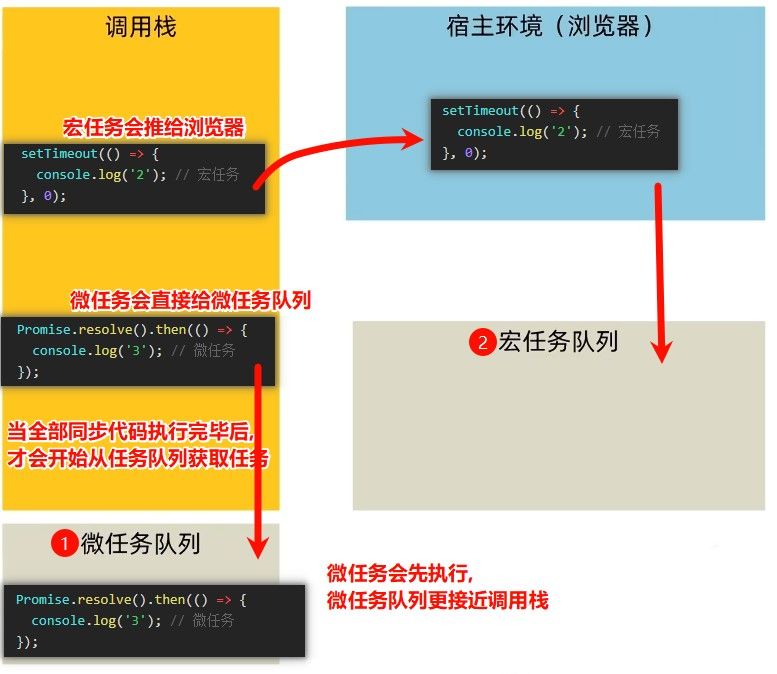 调用栈
宏任务会推给浏览器
setTimeout(() => {
  console.log('2'); // 宏任务
}, 0);
微任务会直接给微任务队列
Promise.resolve().then(() => {
  console.log('3'); // 微任务
});
当全部同步代码执行完毕后,
才会开始从任务队列获取任务
宿主环境（浏览器）
setTimeout(() => {
  console.log('2'); // 宏任务
}, 0);
2 宏任务队列
1 微任务队列
Promise.resolve().then(() => {
  console.log('3'); // 微任务
});
微任务会先执行,
微任务队列更接近调用栈